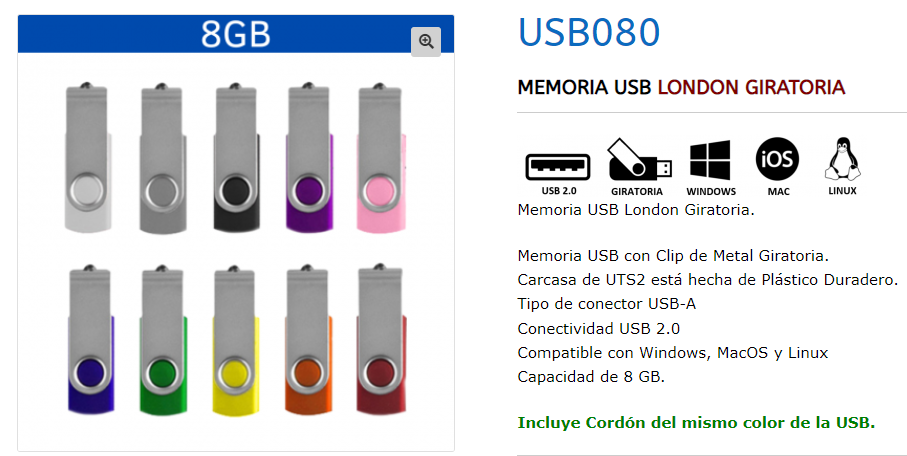 8GB
USB080
MEMORIA USB LONDON GIRATORIA
USB 2.0
GIRATORIA
WINDOWS
iOS
MAC
LINUX
Memoria USB London Giratoria.
Memoria USB con Clip de Metal Giratoria.
Carcasa de UTS2 está hecha de Plástico Duradero.
Tipo de conector USB-A
Conectividad USB 2.0
Compatible con Windows, MacOS y Linux
Capacidad de 8 GB.
Incluye Cordón del mismo color de la USB.